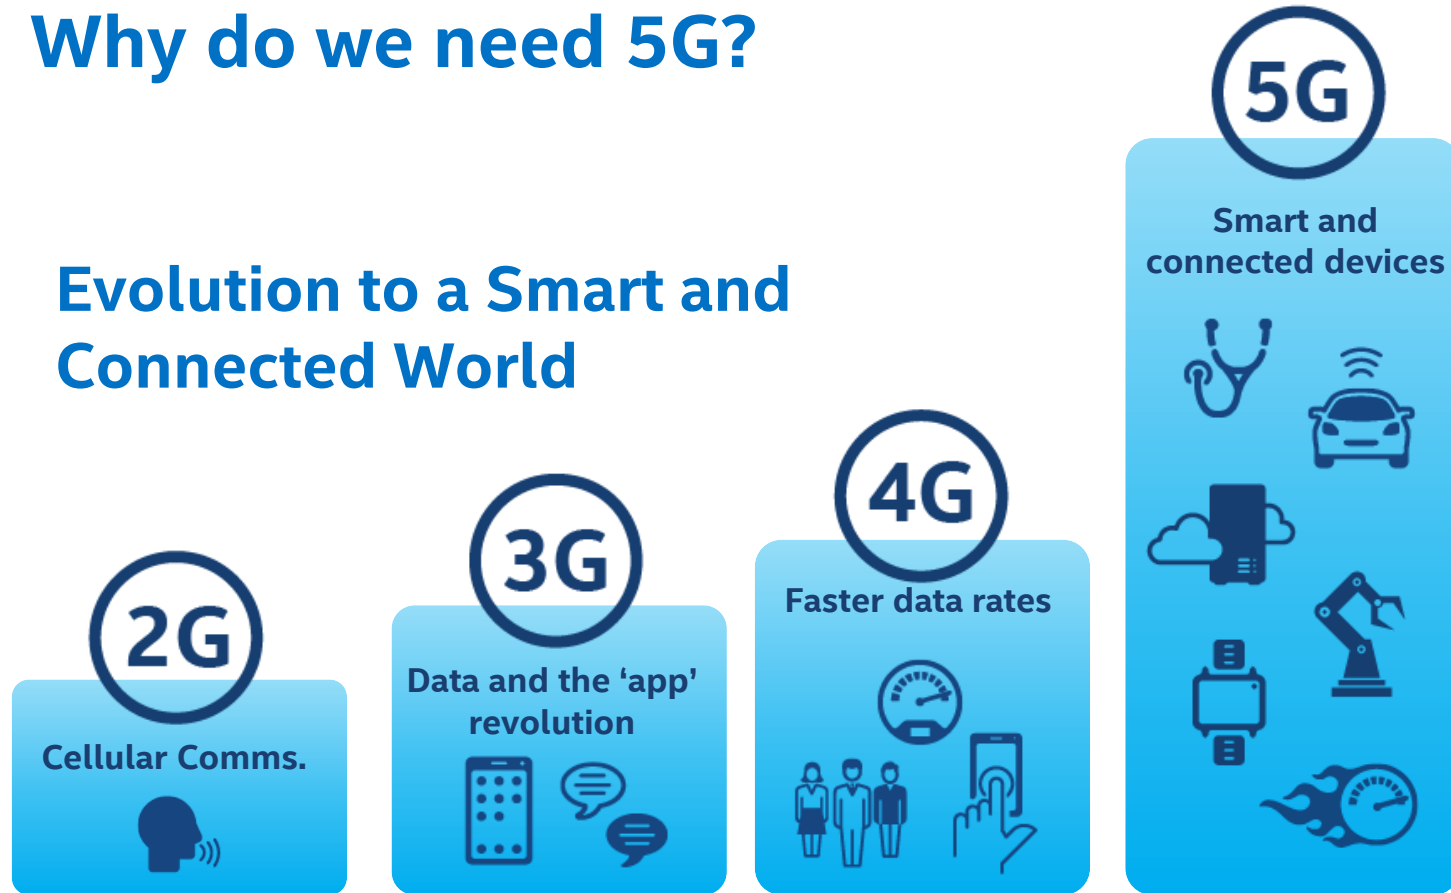 Why do we need 5G?
Evolution to a Smart and
Connected World
2G
Cellular Comms.
3G
Data and the ‘app’
revolution
4G
Faster data rates
5G
Smart and
connected devices